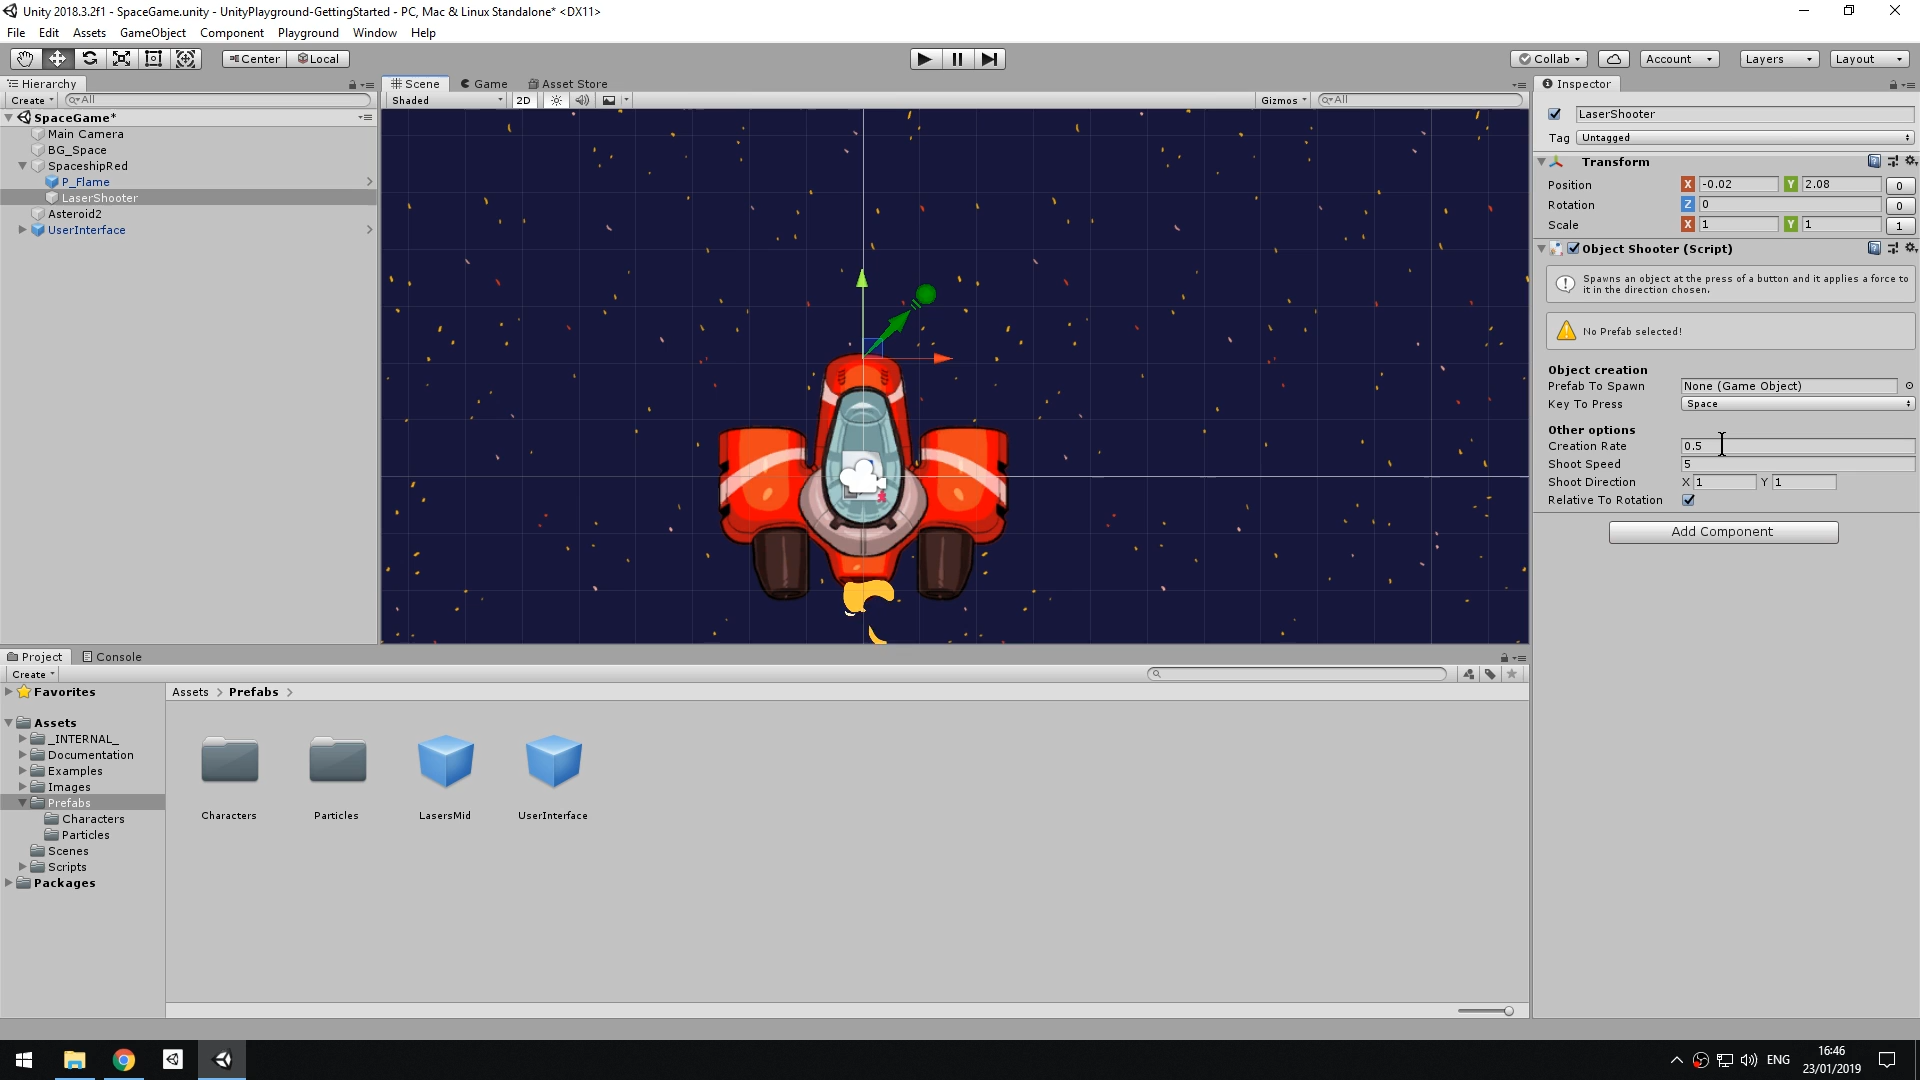 Unity 2018.3.2f1 - SpaceGame.unity - UnityPlayground-GettingStarted - PC, Mac & Linux Standalone* <DX11>
File Edit Assets GameObject Component Playground Window Help
Center Local Collab Account Layers Layout
Hierarchy Scene Game Asset Store Inspector
Create All Shaded 2D Gizmos All
SpaceGame*
Main Camera
BG_Space
SpaceshipRed
P_Flame
LaserShooter
Asteroid2
UserInterface
LaserShooter
Tag Untagged
Transform
Position X -0.02 Y 2.08 0
Rotation Z 0 0
Scale X 1 Y 1 1
Object Shooter (Script)
Spawns an object at the press of a button and it applies a force to
it in the direction chosen.
No Prefab selected!
Object creation
Prefab To Spawn None (Game Object)
Key To Press Space
Other options
Creation Rate 0.5
Shoot Speed 5
Shoot Direction X 1 Y 1
Relative To Rotation
Add Component
Project Console
Create
Favorites
Assets
_INTERNAL_
Documentation
Examples
Images
Prefabs
Characters
Particles
Scenes
Scripts
Packages
Assets > Prefabs >
Characters Particles LasersMid UserInterface
ENG
16:46
23/01/2019